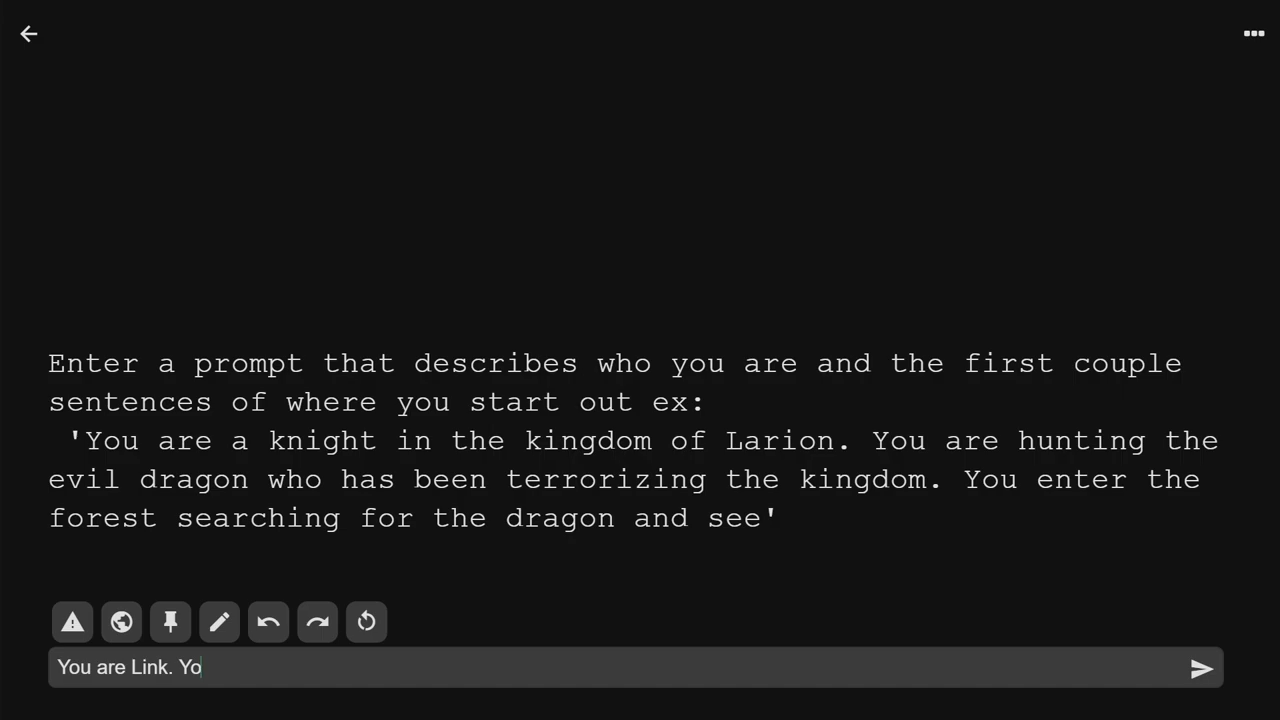 Enter a prompt that describes who you are and the first couple
sentences of where you start out ex:
'You are a knight in the kingdom of Larion. You are hunting the
evil dragon who has been terrorizing the kingdom. You enter the
forest searching for the dragon and see'
You are Link. Yo